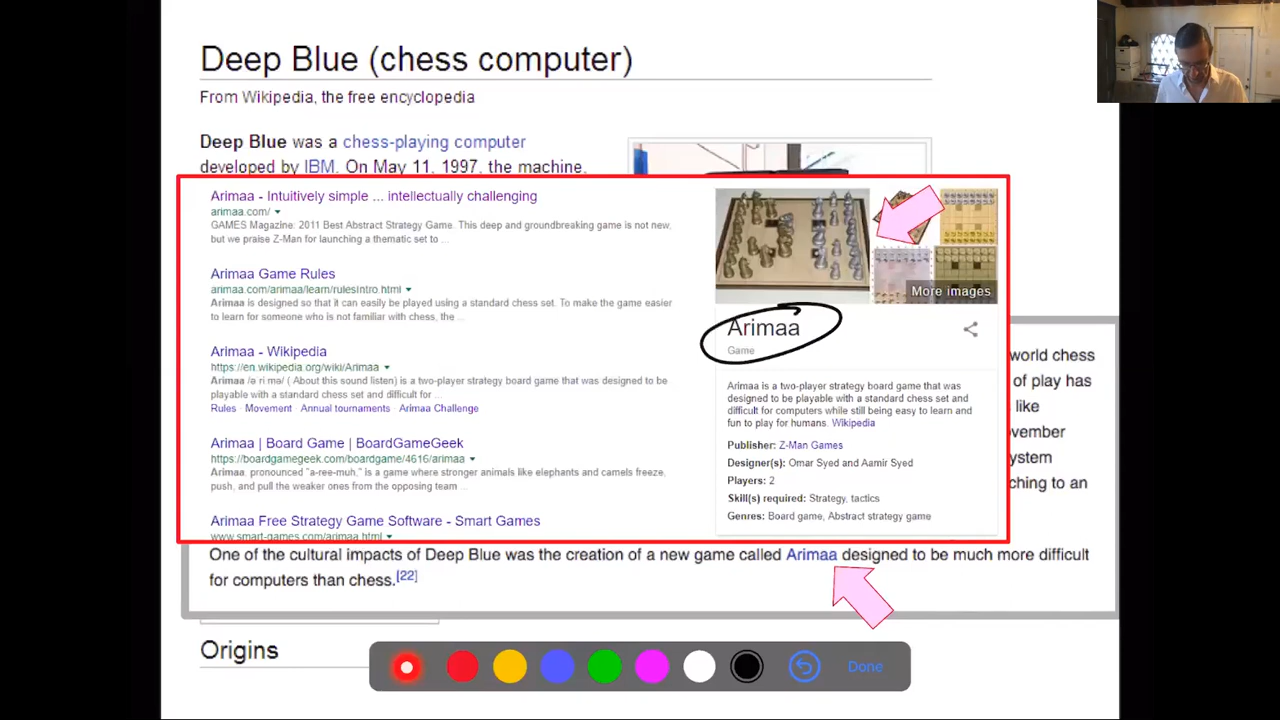 Deep Blue (chess computer)
From Wikipedia, the free encyclopedia
Deep Blue was a chess-playing computer
developed by IBM. On May 11, 1997, the machine,
Arimaa - Intuitively simple ... intellectually challenging
arimaa.com/
GAMES Magazine: 2011 Best Abstract Strategy Game. This deep and groundbreaking game is not new,
but we praise Z-Man for launching a thematic set to ...
Arimaa Game Rules
arimaa.com/arimaa/learn/rulesIntro.html
Arimaa is designed so that it can easily be played using a standard chess set. To make the game easier
to learn for someone who is not familiar with chess, the ...
Arimaa - Wikipedia
https://en.wikipedia.org/wiki/Arimaa
Arimaa /əˈriːmə/ ( About this sound listen) is a two-player strategy board game that was designed to be
playable with a standard chess set and difficult for ...
Rules · Movement · Annual tournaments · Arimaa Challenge
Arimaa | Board Game | BoardGameGeek
https://boardgamegeek.com/boardgame/4616/arimaa
Arimaa, pronounced "a-ree-muh," is a game where stronger animals like elephants and camels freeze,
push, and pull the weaker ones from the opposing team ...
Arimaa Free Strategy Game Software - Smart Games
www.smart-games.com/arimaa.html
More images
Arimaa
Game
Arimaa is a two-player strategy board game that was
designed to be playable with a standard chess set and
difficult for computers while still being easy to learn and
fun to play for humans. Wikipedia
Publisher: Z-Man Games
Designer(s): Omar Syed and Aamir Syed
Players: 2
Skill(s) required: Strategy, tactics
Genres: Board game, Abstract strategy game
world chess
of play has
like
ovember
ystem
ching to an
One of the cultural impacts of Deep Blue was the creation of a new game called Arimaa designed to be much more difficult
for computers than chess.[22]
Origins
Done